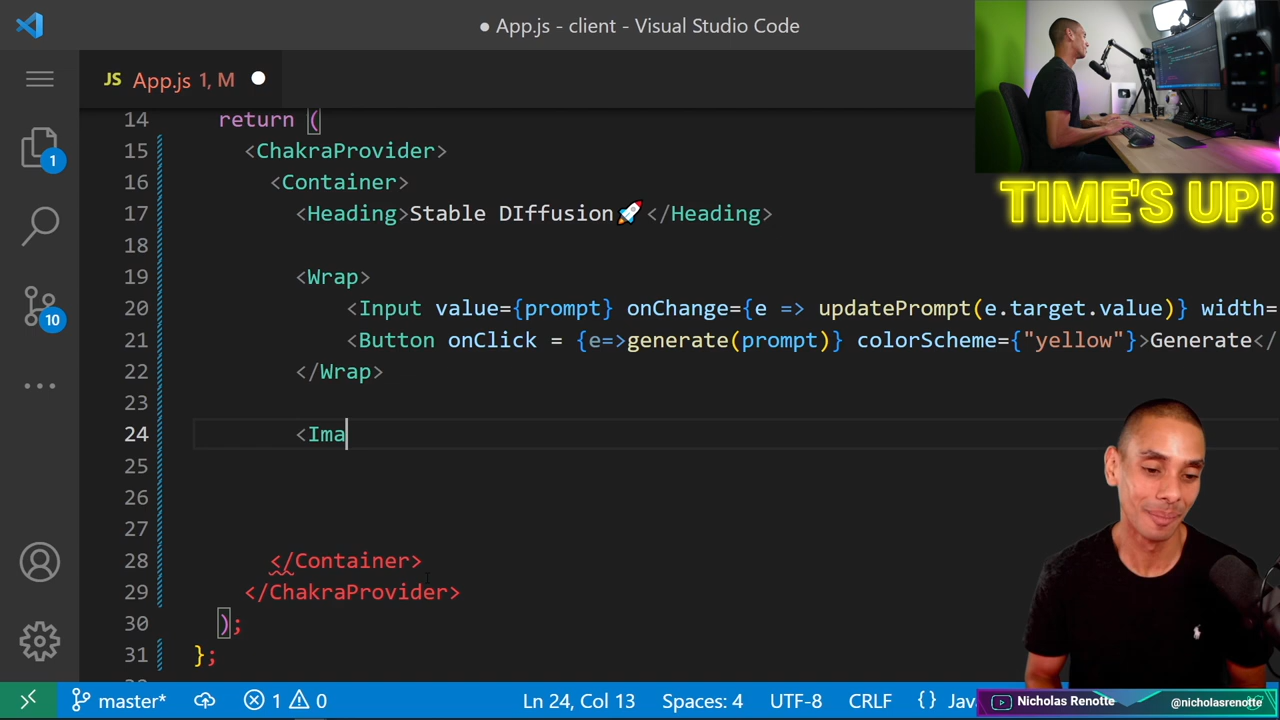 ● App.js - client - Visual Studio Code
JS App.js 1, M
TIME'S UP!
14 return (
15 <ChakraProvider>
16 <Container>
17 <Heading>Stable DIffusion🚀</Heading>
18
19 <Wrap>
20 <Input value={prompt} onChange={e => updatePrompt(e.target.value)} width=
21 <Button onClick = {e=>generate(prompt)} colorScheme={"yellow"}>Generate</
22 </Wrap>
23
24 <Ima
25
26
27
28 </Container>
29 </ChakraProvider>
30 );
31 };
1
10
master* 1 0 Ln 24, Col 13 Spaces: 4 UTF-8 CRLF {} Jav
Nicholas Renotte @nicholasrenotte